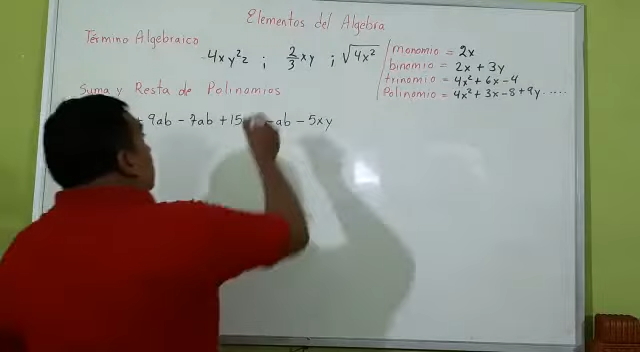 Elementos del Algebra
Término Algebraico
4xy²z ; 2/3 xy ; √4x²
monomio = 2x
binomio = 2x + 3y
trinomio = 4x² + 6x - 4
Polinomio = 4x² + 3x - 8 + 9y ....
Suma y Resta de Polinomios
+ 9ab - 7ab + 15 - ab - 5xy